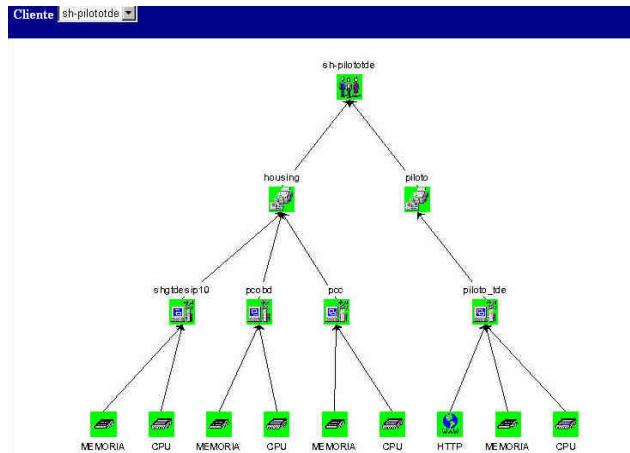 Cliente sh-pilototde
sh-pilototde
housing piloto
shgtdesip10 pcobd pcc piloto_tde
MEMORIA CPU MEMORIA CPU MEMORIA CPU HTTP MEMORIA CPU